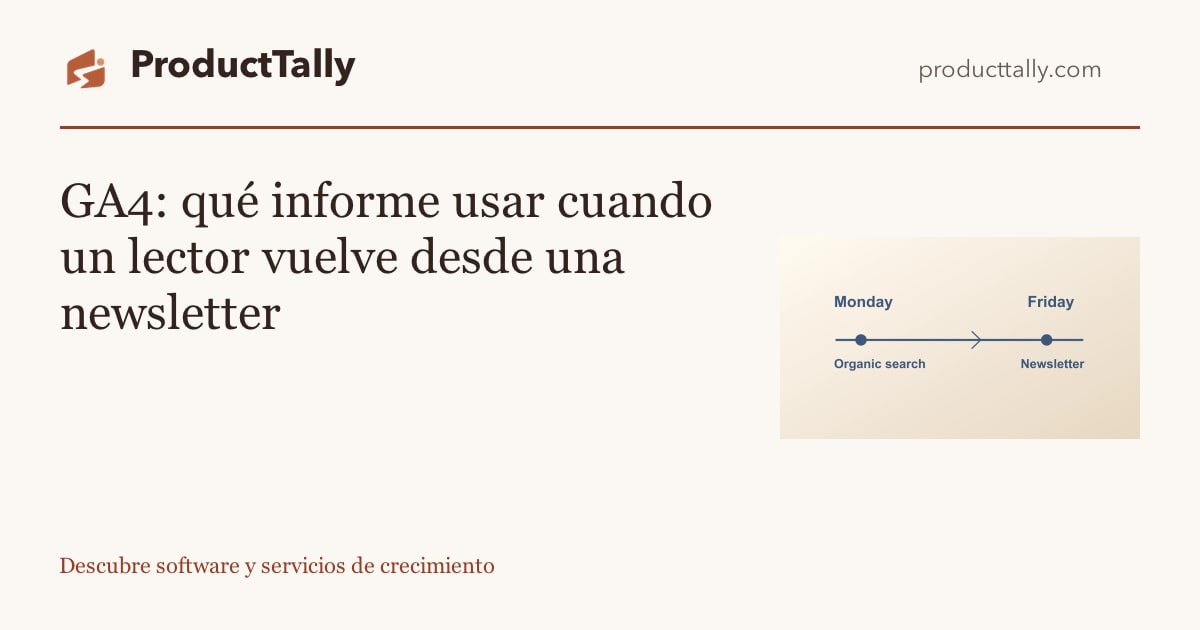 ProductTally
producttally.com
GA4: qué informe usar cuando
un lector vuelve desde una
newsletter
Monday
Friday
Organic search
Newsletter
Descubre software y servicios de crecimiento